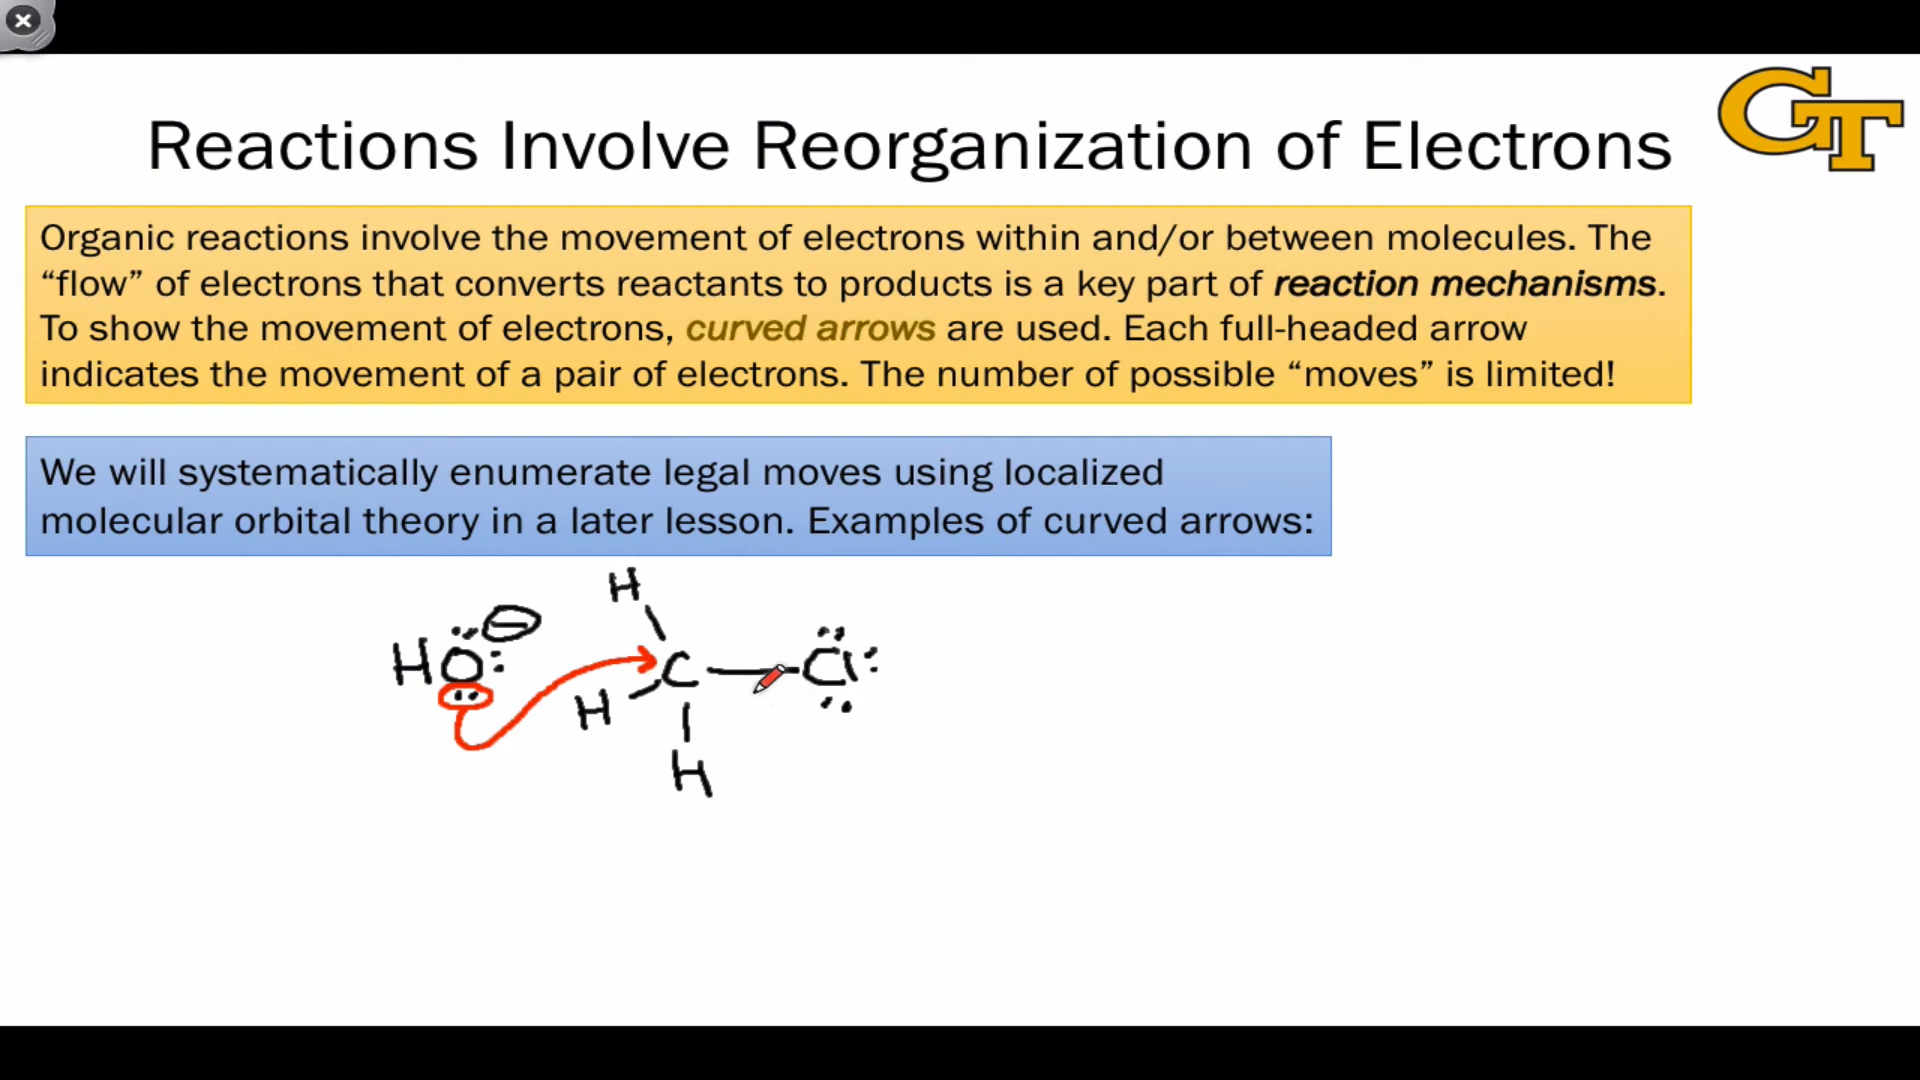 GT
Reactions Involve Reorganization of Electrons
Organic reactions involve the movement of electrons within and/or between molecules. The
“flow” of electrons that converts reactants to products is a key part of reaction mechanisms.
To show the movement of electrons, curved arrows are used. Each full-headed arrow
indicates the movement of a pair of electrons. The number of possible “moves” is limited!
We will systematically enumerate legal moves using localized
molecular orbital theory in a later lesson. Examples of curved arrows:
H
HO C Cl
H
H